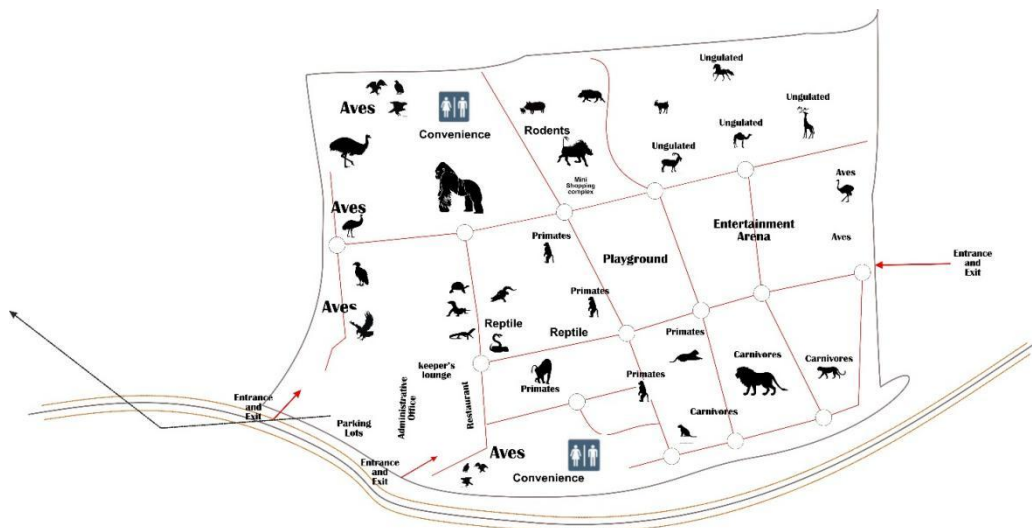 Aves
Convenience
Rodents
Mini
Shopping
complex
Ungulated
Ungulated
Ungulated
Ungulated
Aves
Aves
Aves
Entertainment
Arena
Aves
Entrance
and
Exit
Primates
Playground
Primates
Aves
Reptile
Reptile
Primates
keeper's
lounge
Primates
Primates
Carnivores
Carnivores
Entrance
and
Exit
Parking
Lots
Administrative
Office
Restaurant
Carnivores
Entrance
and
Exit
Aves
Convenience